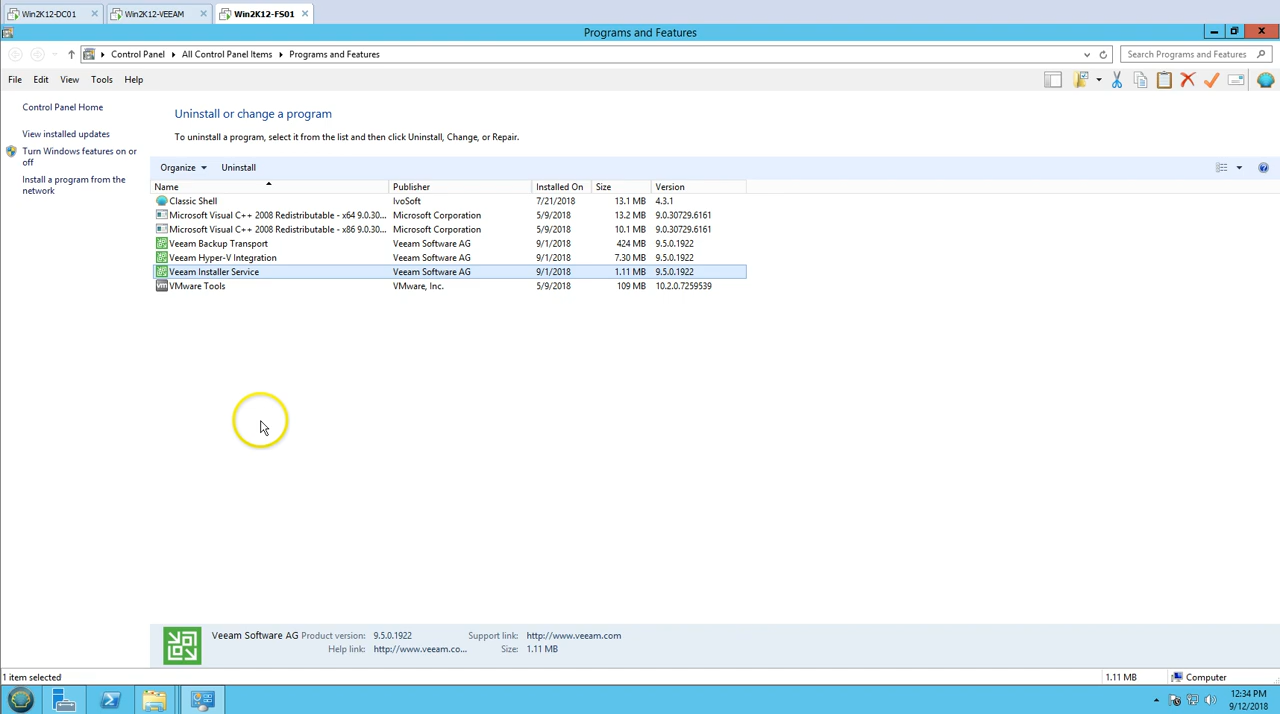 Win2K12-DC01 Win2K12-VEEAM Win2K12-FS01
Programs and Features
Control Panel All Control Panel Items Programs and Features Search Programs and Features
File Edit View Tools Help
Control Panel Home
View installed updates
Turn Windows features on or
off
Install a program from the
network
Uninstall or change a program
To uninstall a program, select it from the list and then click Uninstall, Change, or Repair.
Organize Uninstall
Name Publisher Installed On Size Version
Classic Shell IvoSoft 7/21/2018 13.1 MB 4.3.1
Microsoft Visual C++ 2008 Redistributable - x64 9.0.30... Microsoft Corporation 5/9/2018 13.2 MB 9.0.30729.6161
Microsoft Visual C++ 2008 Redistributable - x86 9.0.30... Microsoft Corporation 5/9/2018 10.1 MB 9.0.30729.6161
Veeam Backup Transport Veeam Software AG 9/1/2018 424 MB 9.5.0.1922
Veeam Hyper-V Integration Veeam Software AG 9/1/2018 7.30 MB 9.5.0.1922
Veeam Installer Service Veeam Software AG 9/1/2018 1.11 MB 9.5.0.1922
VMware Tools VMware, Inc. 5/9/2018 109 MB 10.2.0.7259539
Veeam Software AG Product version: 9.5.0.1922 Support link: http://www.veeam.com
Help link: http://www.veeam.co... Size: 1.11 MB
1 item selected 1.11 MB Computer
12:34 PM
9/12/2018